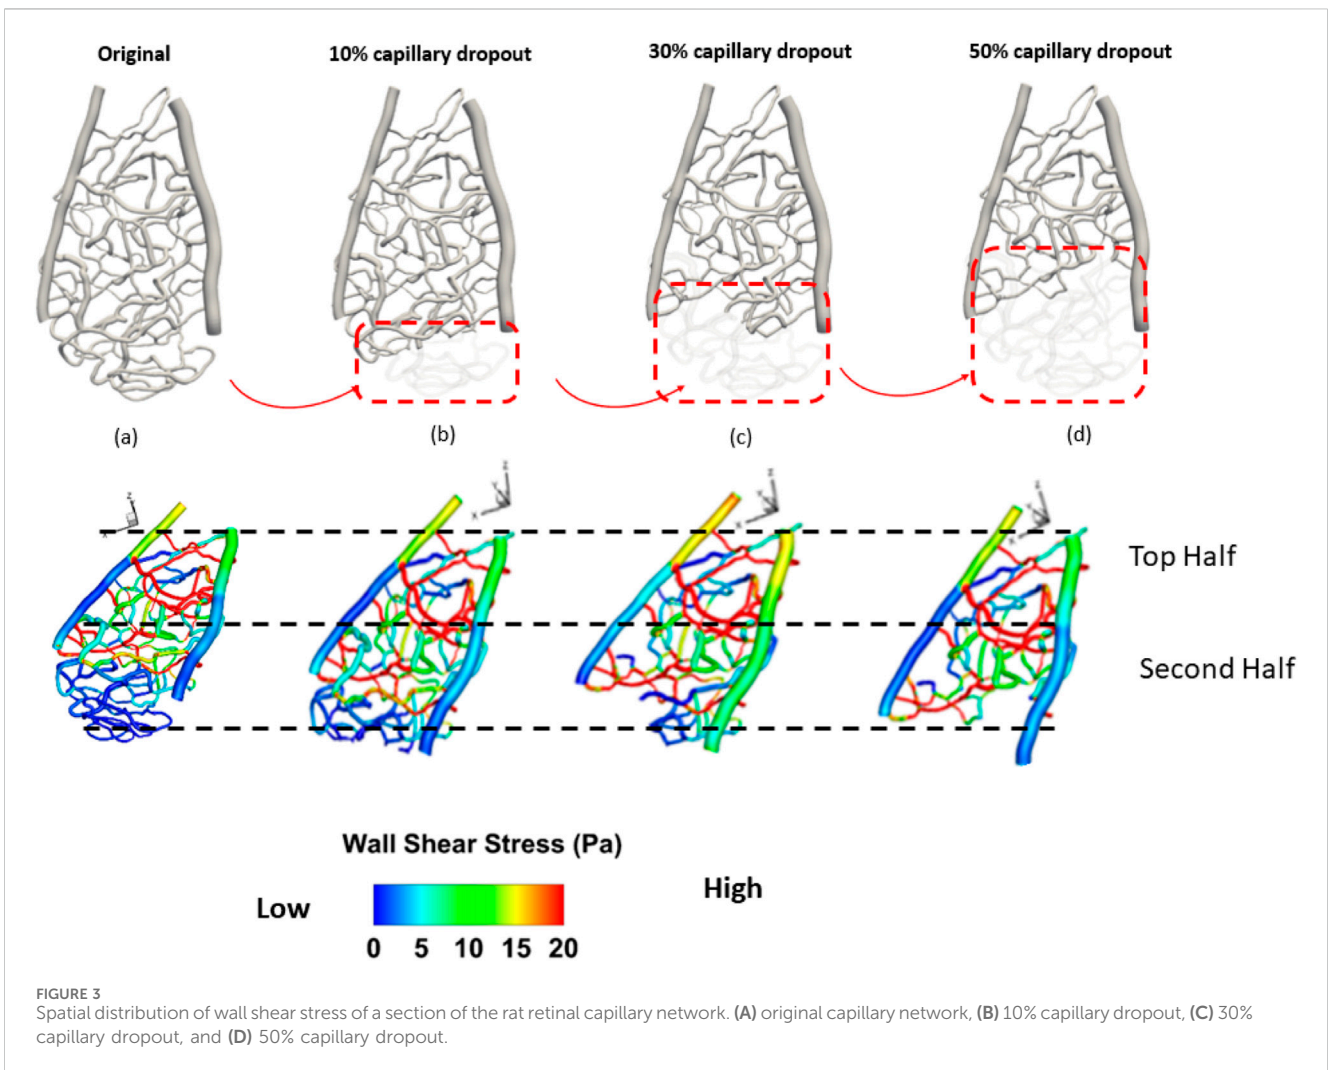 Original
10% capillary dropout
30% capillary dropout
50% capillary dropout
(a)
(b)
(c)
(d)
Z
X
Z
Y
X
Z
Y
X
Z
Y
X
Top Half
Second Half
Wall Shear Stress (Pa)
Low
High
0 5 10 15 20
FIGURE 3
Spatial distribution of wall shear stress of a section of the rat retinal capillary network. (A) original capillary network, (B) 10% capillary dropout, (C) 30%
capillary dropout, and (D) 50% capillary dropout.